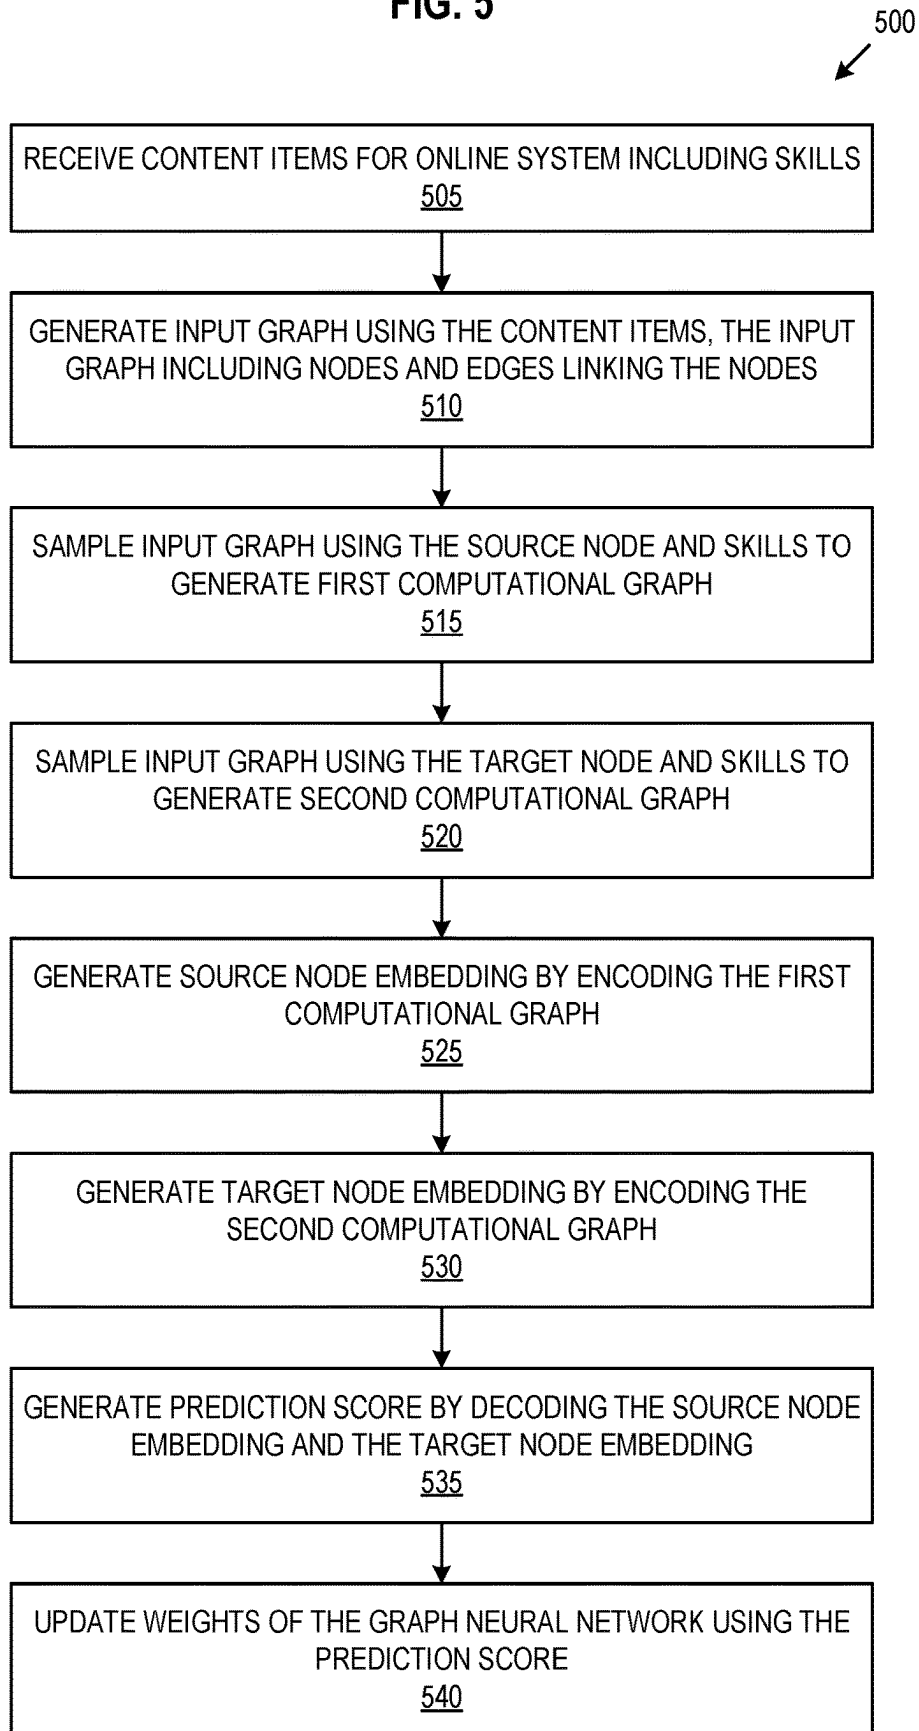 FIG. 5
500
RECEIVE CONTENT ITEMS FOR ONLINE SYSTEM INCLUDING SKILLS
505
GENERATE INPUT GRAPH USING THE CONTENT ITEMS, THE INPUT
GRAPH INCLUDING NODES AND EDGES LINKING THE NODES
510
SAMPLE INPUT GRAPH USING THE SOURCE NODE AND SKILLS TO
GENERATE FIRST COMPUTATIONAL GRAPH
515
SAMPLE INPUT GRAPH USING THE TARGET NODE AND SKILLS TO
GENERATE SECOND COMPUTATIONAL GRAPH
520
GENERATE SOURCE NODE EMBEDDING BY ENCODING THE FIRST
COMPUTATIONAL GRAPH
525
GENERATE TARGET NODE EMBEDDING BY ENCODING THE
SECOND COMPUTATIONAL GRAPH
530
GENERATE PREDICTION SCORE BY DECODING THE SOURCE NODE
EMBEDDING AND THE TARGET NODE EMBEDDING
535
UPDATE WEIGHTS OF THE GRAPH NEURAL NETWORK USING THE
PREDICTION SCORE
540